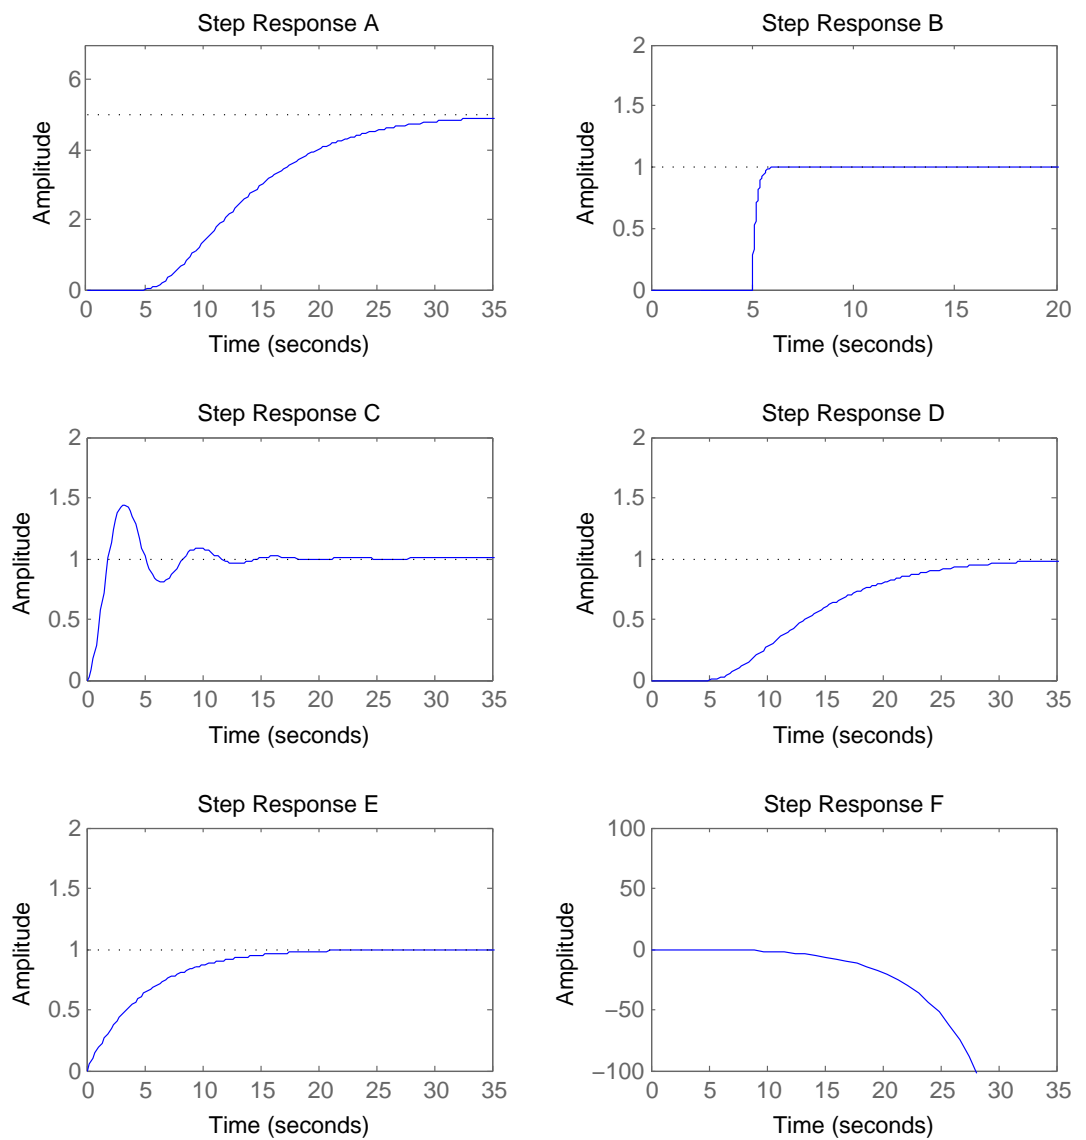 Step Response A
6
4
2
0
0 5 10 15 20 25 30 35
Amplitude
Time (seconds)
Step Response B
2
1.5
1
0.5
0
0 5 10 15 20
Amplitude
Time (seconds)
Step Response C
2
1.5
1
0.5
0
0 5 10 15 20 25 30 35
Amplitude
Time (seconds)
Step Response D
2
1.5
1
0.5
0
0 5 10 15 20 25 30 35
Amplitude
Time (seconds)
Step Response E
2
1.5
1
0.5
0
0 5 10 15 20 25 30 35
Amplitude
Time (seconds)
Step Response F
100
50
0
−50
−100
0 5 10 15 20 25 30 35
Amplitude
Time (seconds)